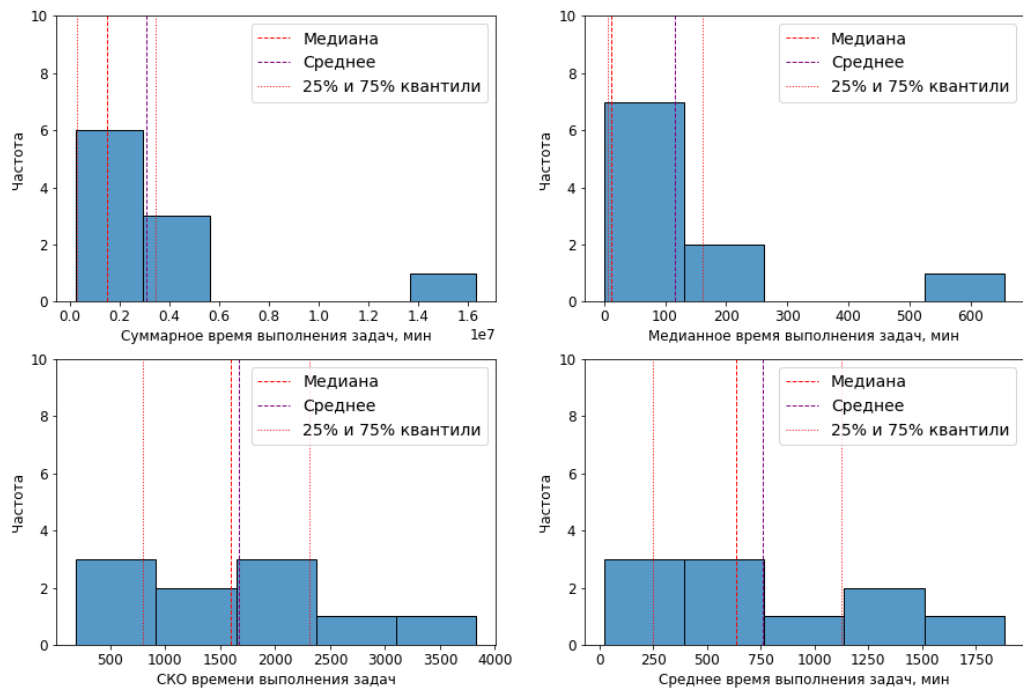 10
8
6
4
2
0
Частота
Медиана
Среднее
25% и 75% квантили
0.0 0.2 0.4 0.6 0.8 1.0 1.2 1.4 1.6
Суммарное время выполнения задач, мин 1e7
10
8
6
4
2
0
Частота
Медиана
Среднее
25% и 75% квантили
0 100 200 300 400 500 600
Медианное время выполнения задач, мин
10
8
6
4
2
0
Частота
Медиана
Среднее
25% и 75% квантили
500 1000 1500 2000 2500 3000 3500 4000
СКО времени выполнения задач
10
8
6
4
2
0
Частота
Медиана
Среднее
25% и 75% квантили
0 250 500 750 1000 1250 1500 1750
Среднее время выполнения задач, мин